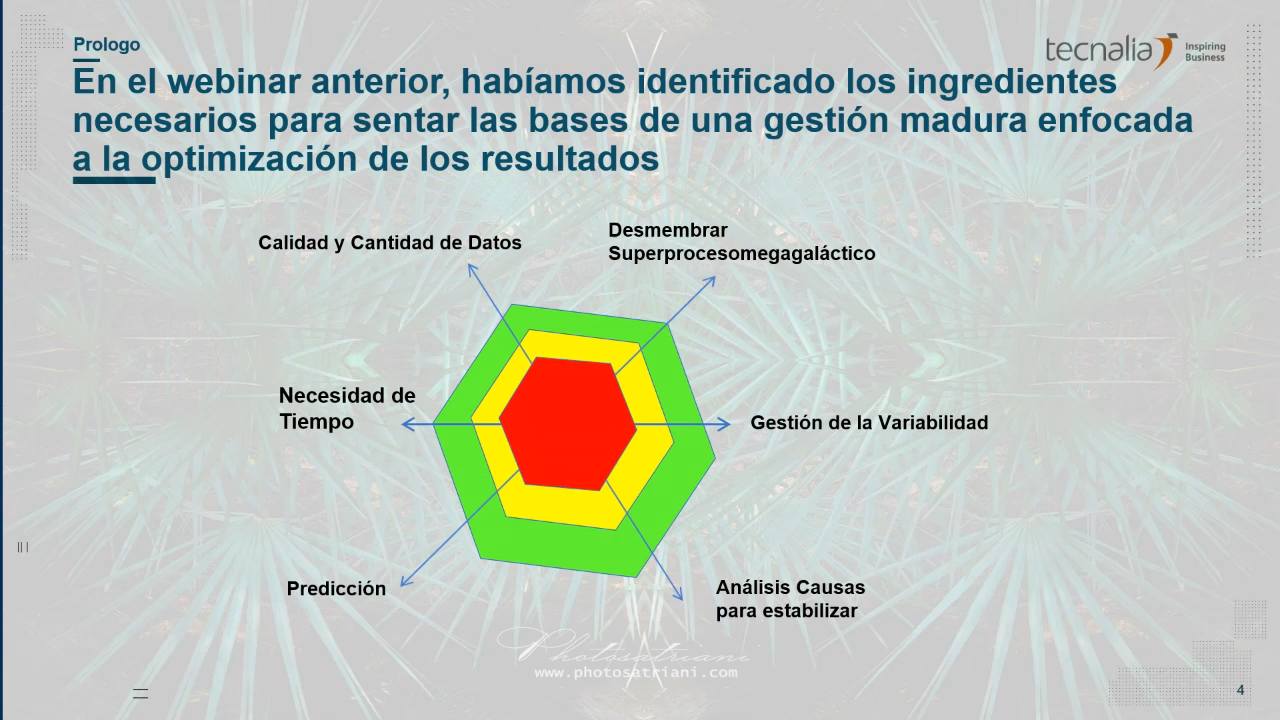 Prologo
tecnalia Inspiring
Business
En el webinar anterior, habíamos identificado los ingredientes
necesarios para sentar las bases de una gestión madura enfocada
a la optimización de los resultados
Calidad y Cantidad de Datos
Desmembrar
Superprocesomegagaláctico
Necesidad de
Tiempo
Gestión de la Variabilidad
Predicción
Análisis Causas
para estabilizar
Photosatriani
www.photosatriani.com
4